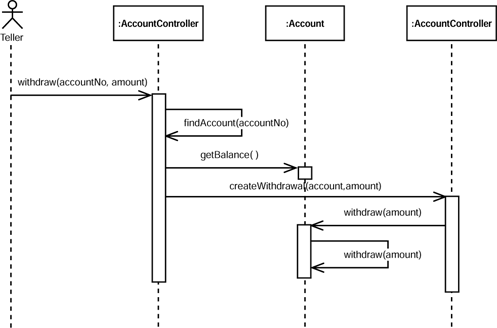 :AccountController
:Account
:AccountController
Teller
withdraw(accountNo, amount)
findAccount(accountNo)
getBalance( )
createWithdrawal(account,amount)
withdraw(amount)
withdraw(amount)